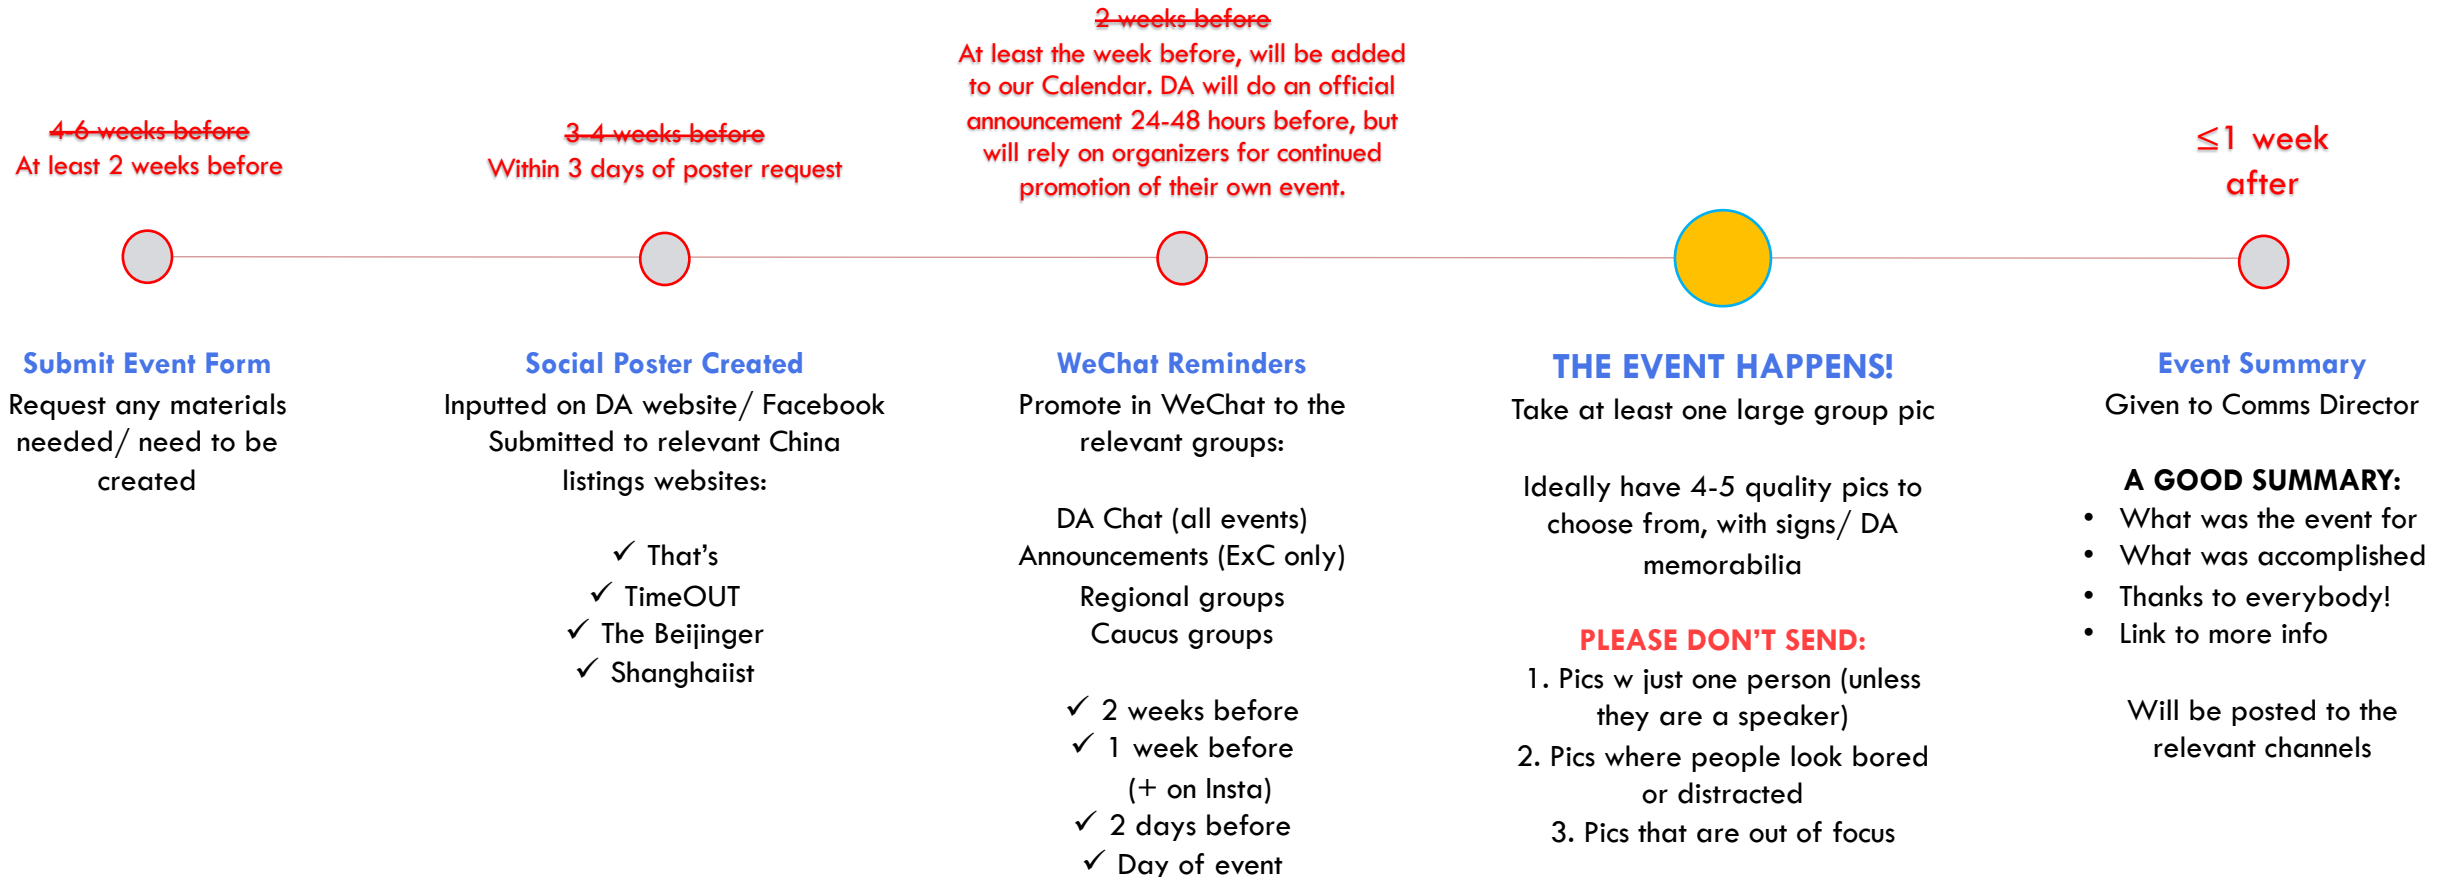 4-6 weeks before
At least 2 weeks before
Submit Event Form
Request any materials
needed/ need to be
created
3-4 weeks before
Within 3 days of poster request
Social Poster Created
Inputted on DA website/ Facebook
Submitted to relevant China
listings websites:
✓ That’s
✓ TimeOUT
✓ The Beijinger
✓ Shanghaiist
2 weeks before
At least the week before, will be added
to our Calendar. DA will do an official
announcement 24-48 hours before, but
will rely on organizers for continued
promotion of their own event.
WeChat Reminders
Promote in WeChat to the
relevant groups:
DA Chat (all events)
Announcements (ExC only)
Regional groups
Caucus groups
✓ 2 weeks before
✓ 1 week before
(+ on Insta)
✓ 2 days before
✓ Day of event
THE EVENT HAPPENS!
Take at least one large group pic
Ideally have 4-5 quality pics to
choose from, with signs/ DA
memorabilia
PLEASE DON’T SEND:
1. Pics w just one person (unless
they are a speaker)
2. Pics where people look bored
or distracted
3. Pics that are out of focus
≤1 week
after
Event Summary
Given to Comms Director
A GOOD SUMMARY:
• What was the event for
• What was accomplished
• Thanks to everybody!
• Link to more info
Will be posted to the
relevant channels